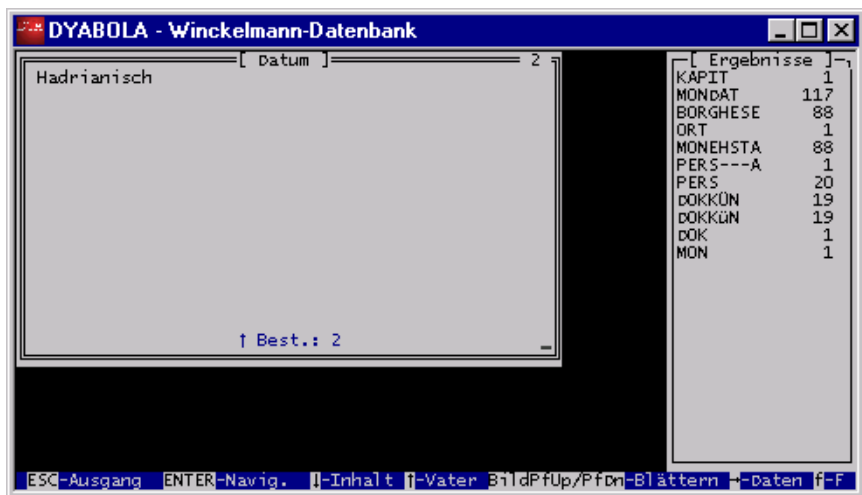 DYABOLA - Winckelmann-Datenbank
[ Datum ] 2
Hadrianisch
↑ Best.: 2
[ Ergebnisse ]
KAPIT 1
MONDAT 117
BORGHESE 88
ORT 1
MONEHSTA 88
PERS---A 1
PERS 20
DOKKÜN 19
DOKKüN 19
DOK 1
MON 1
ESC-Ausgang ENTER-Navig. ↓-Inhalt ↑-Vater BildPfUp/PfDn-Blättern →-Daten f-F